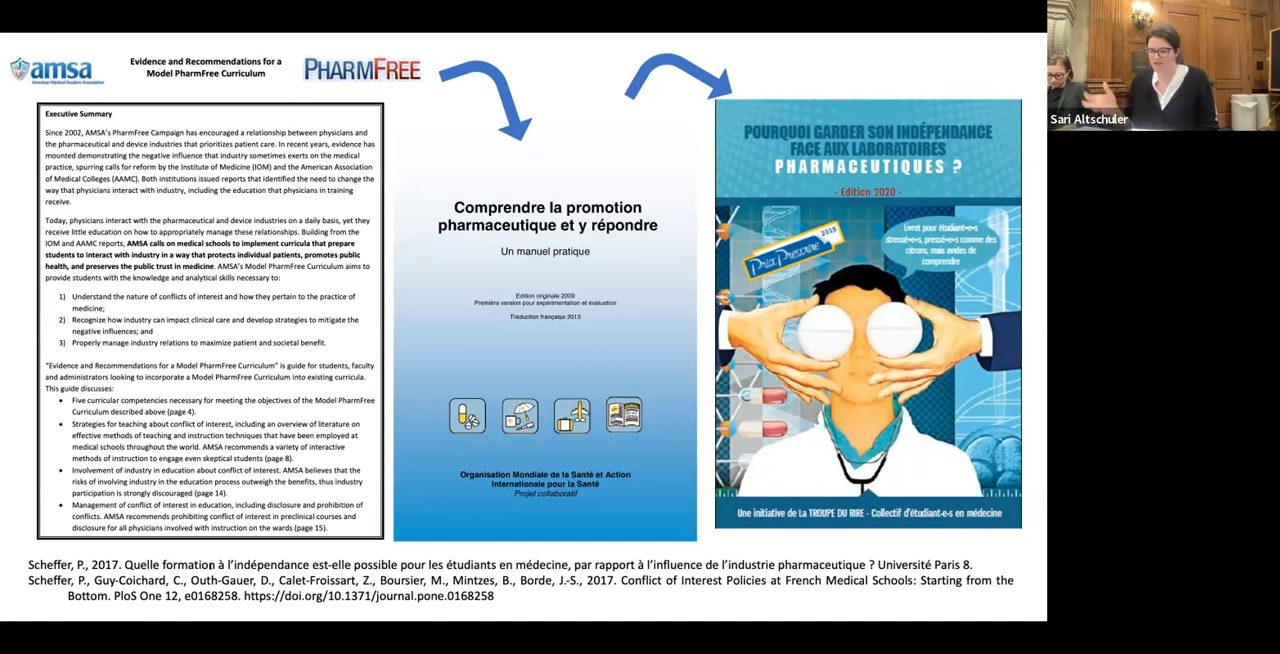 amsa
American Medical Student Association
Evidence and Recommendations for a
Model PharmFree Curriculum
PHARMFREE
Executive Summary
Since 2002, AMSA's PharmFree Campaign has encouraged a relationship between physicians and
the pharmaceutical and device industries that prioritizes patient care. In recent years, evidence has
mounted demonstrating the negative influence that industry sometimes exerts on the medical
practice, spurring calls for reform by the Institute of Medicine (IOM) and the American Association
of Medical Colleges (AAMC). Both institutions issued reports that identified the need to change the
way that physicians interact with industry, including the education that physicians in training
receive.
Today, physicians interact with the pharmaceutical and device industries on a daily basis, yet they
receive little education on how to appropriately manage these relationships. Building from the
IOM and AAMC reports, AMSA calls on medical schools to implement curricula that prepare
students to interact with industry in a way that protects individual patients, promotes public
health, and preserves the public trust in medicine. AMSA's Model PharmFree Curriculum aims to
provide students with the knowledge and analytical skills necessary to:
1) Understand the nature of conflicts of interest and how they pertain to the practice of
medicine;
2) Recognize how industry can impact clinical care and develop strategies to mitigate the
negative influences; and
3) Properly manage industry relations to maximize patient and societal benefit.
"Evidence and Recommendations for a Model PharmFree Curriculum" is guide for students, faculty
and administrators looking to incorporate a Model PharmFree Curriculum into existing curricula.
This guide discusses:
• Five curricular competencies necessary for meeting the objectives of the Model PharmFree
Curriculum described above (page 4).
• Strategies for teaching about conflict of interest, including an overview of literature on
effective methods of teaching and instruction techniques that have been employed at
medical schools throughout the world. AMSA recommends a variety of interactive
methods of instruction to engage even skeptical students (page 8).
• Involvement of industry in education about conflict of interest. AMSA believes that the
risks of involving industry in the education process outweigh the benefits, thus industry
participation is strongly discouraged (page 14).
• Management of conflict of interest in education, including disclosure and prohibition of
conflicts. AMSA recommends prohibiting conflict of interest in preclinical courses and
disclosure for all physicians involved with instruction on the wards (page 15).
Comprendre la promotion
pharmaceutique et y répondre
Un manuel pratique
Edition originale 2009
Première version pour expérimentation et évaluation
Traduction française 2013
Organisation Mondiale de la Santé et Action
Internationale pour la Santé
Projet collaboratif
POURQUOI GARDER SON INDÉPENDANCE
FACE AUX LABORATOIRES
PHARMACEUTIQUES ?
- Edition 2020 -
Prix Prescrire 2015
Livret pour étudiant•e•s
stressé•e•s, pressé•e•s comme des
citrons, mais avides de
comprendre
Une initiative de La TROUPE DU RIRE - Collectif d'étudiant•e•s en médecine
Scheffer, P., 2017. Quelle formation à l'indépendance est-elle possible pour les étudiants en médecine, par rapport à l'influence de l'industrie pharmaceutique ? Université Paris 8.
Scheffer, P., Guy-Coichard, C., Outh-Gauer, D., Calet-Froissart, Z., Boursier, M., Mintzes, B., Borde, J.-S., 2017. Conflict of Interest Policies at French Medical Schools: Starting from the
Bottom. PloS One 12, e0168258. https://doi.org/10.1371/journal.pone.0168258
Sari Altschuler